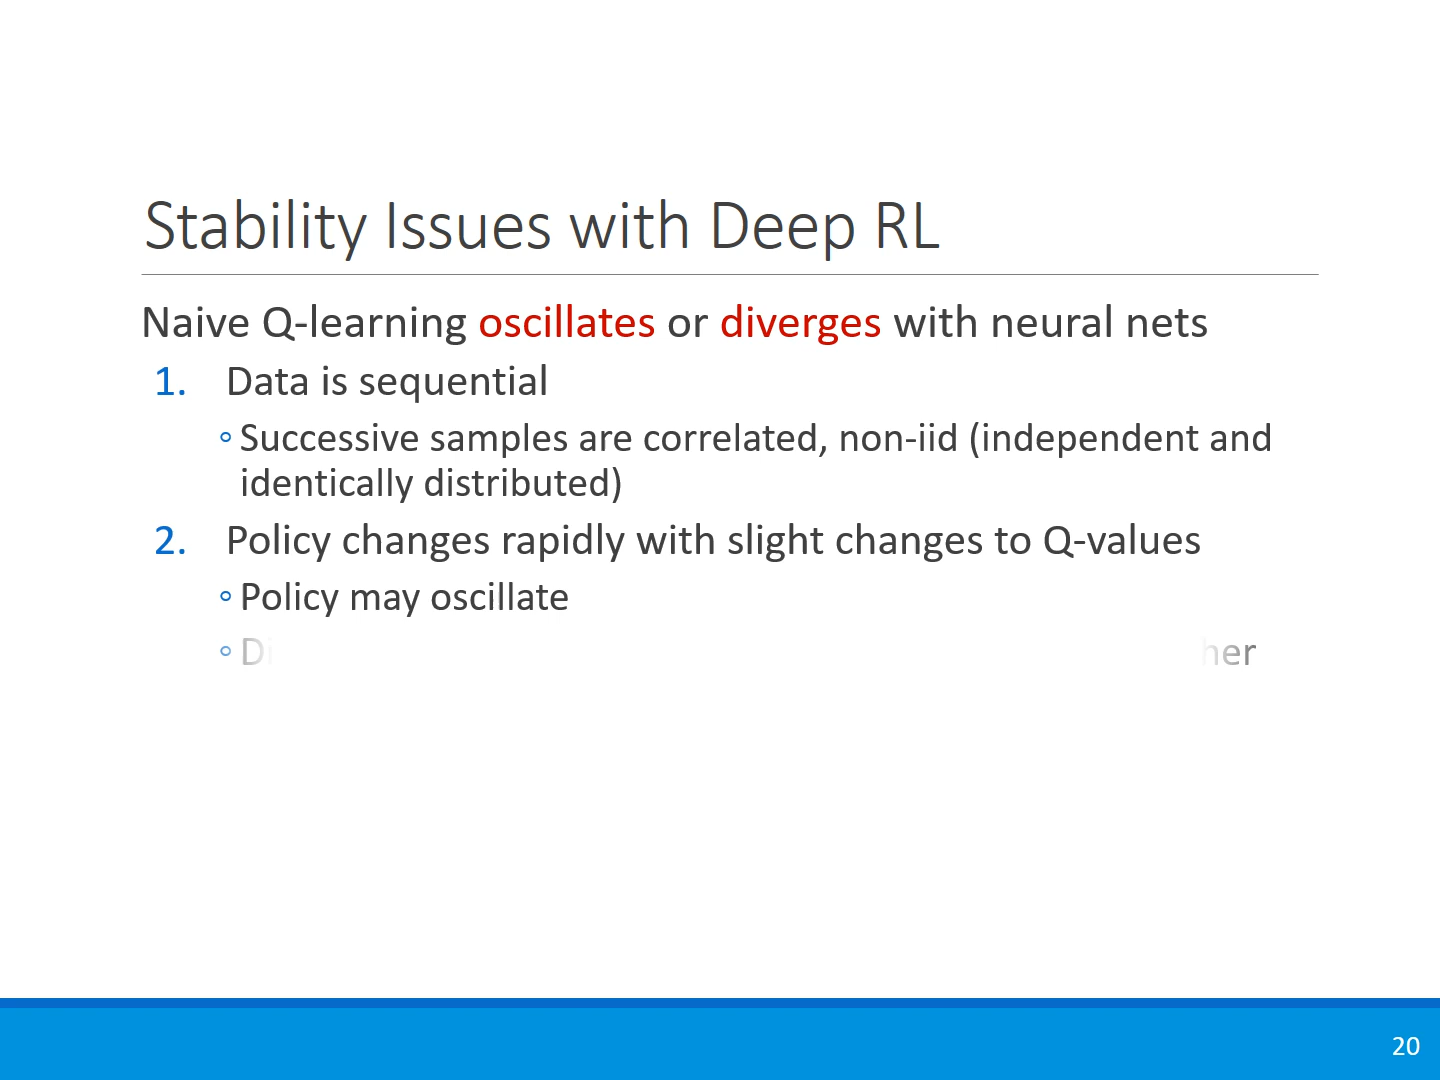 Stability Issues with Deep RL
Naive Q-learning oscillates or diverges with neural nets
1. Data is sequential
◦ Successive samples are correlated, non-iid (independent and
identically distributed)
2. Policy changes rapidly with slight changes to Q-values
◦ Policy may oscillate
◦
20